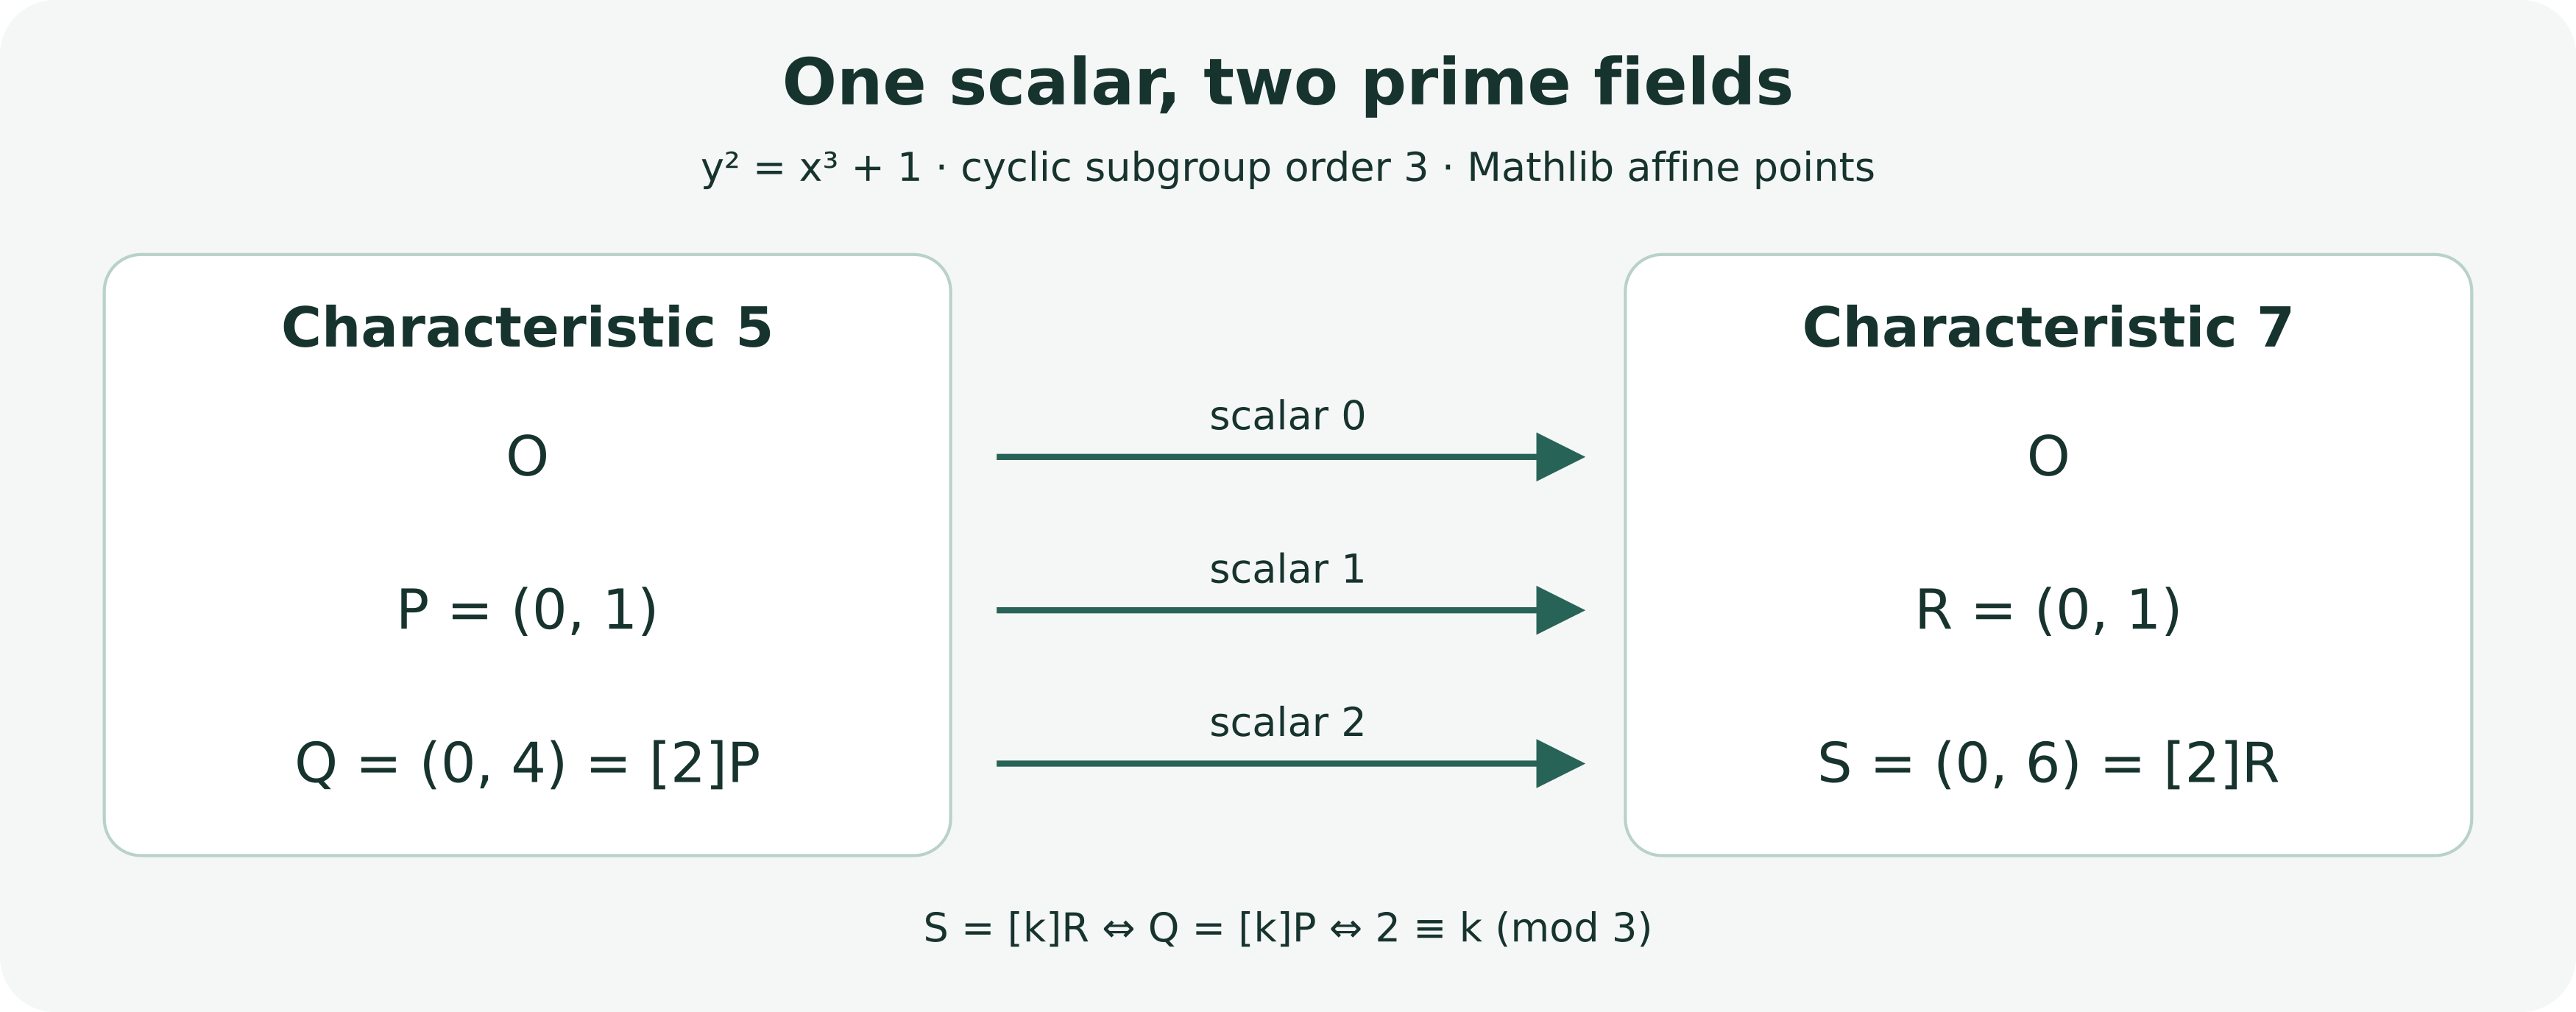 One scalar, two prime fields
y² = x³ + 1 · cyclic subgroup order 3 · Mathlib affine points
Characteristic 5
O
P = (0, 1)
Q = (0, 4) = [2]P
scalar 0
scalar 1
scalar 2
Characteristic 7
O
R = (0, 1)
S = (0, 6) = [2]R
S = [k]R ⇔ Q = [k]P ⇔ 2 ≡ k (mod 3)